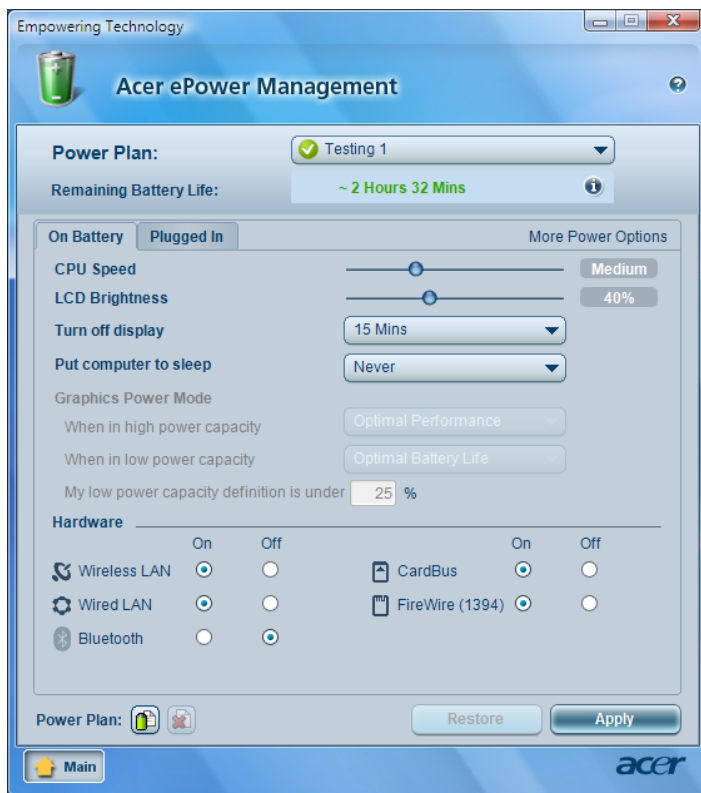 Empowering Technology
Acer ePower Management
Power Plan: Testing 1
Remaining Battery Life: ~ 2 Hours 32 Mins
On Battery Plugged In More Power Options
CPU Speed Medium
LCD Brightness 40%
Turn off display 15 Mins
Put computer to sleep Never
Graphics Power Mode
When in high power capacity Optimal Performance
When in low power capacity Optimal Battery Life
My low power capacity definition is under 25 %
Hardware
On Off On Off
Wireless LAN CardBus
Wired LAN FireWire (1394)
Bluetooth
Power Plan: Restore Apply
Main acer